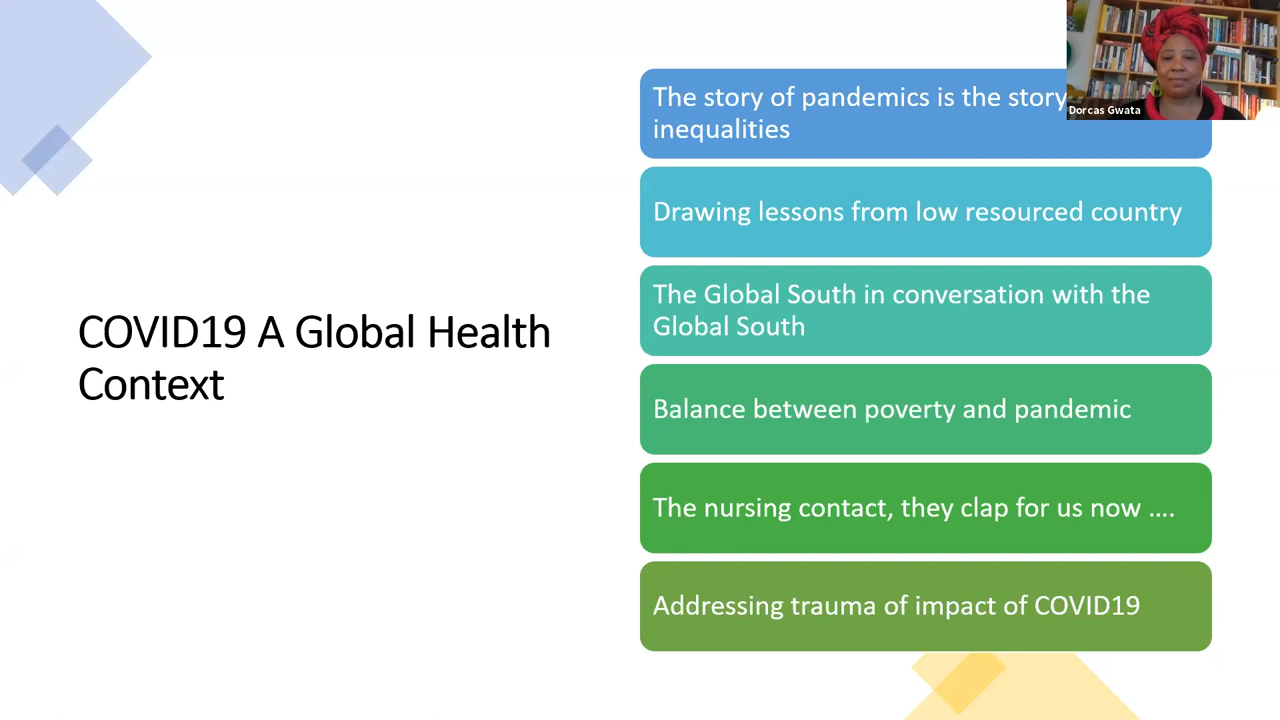 COVID19 A Global Health
Context
The story of pandemics is the story
inequalities
Drawing lessons from low resourced country
The Global South in conversation with the
Global South
Balance between poverty and pandemic
The nursing contact, they clap for us now ....
Addressing trauma of impact of COVID19
Dorcas Gwata